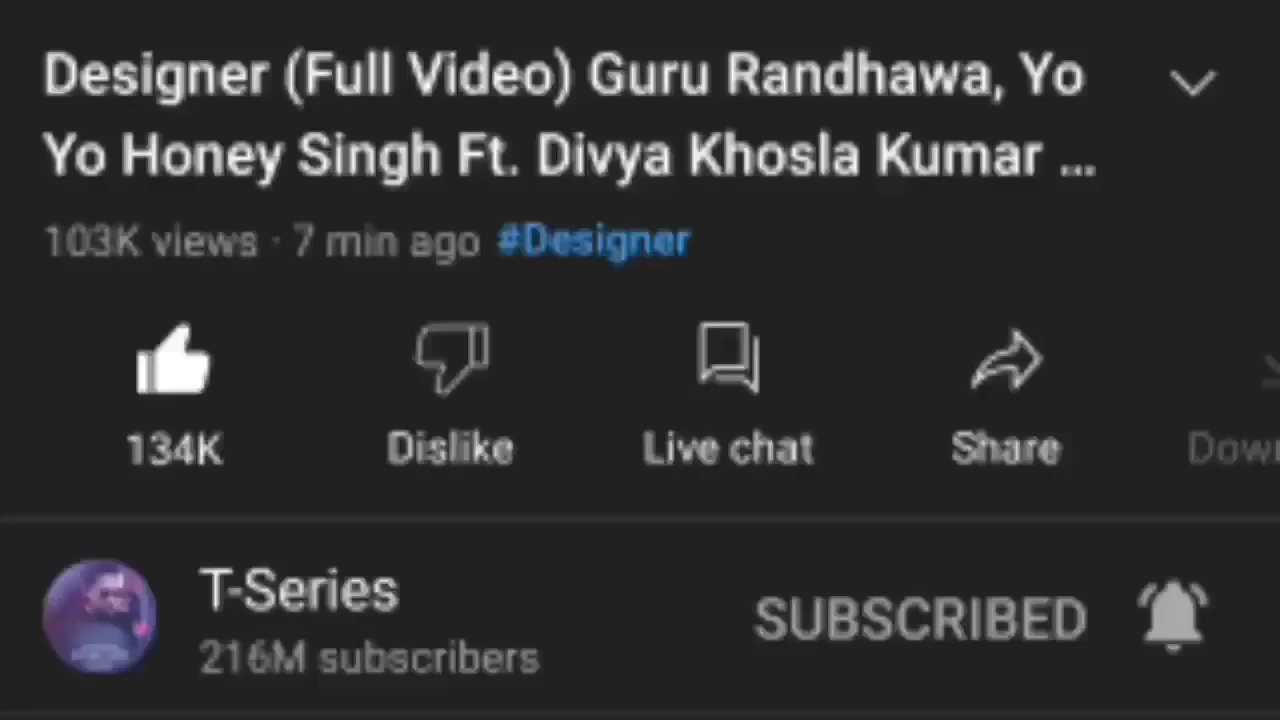 Designer (Full Video) Guru Randhawa, Yo
Yo Honey Singh Ft. Divya Khosla Kumar ...
103K views · 7 min ago #Designer
134K Dislike Live chat Share Down
T-Series
216M subscribers
SUBSCRIBED